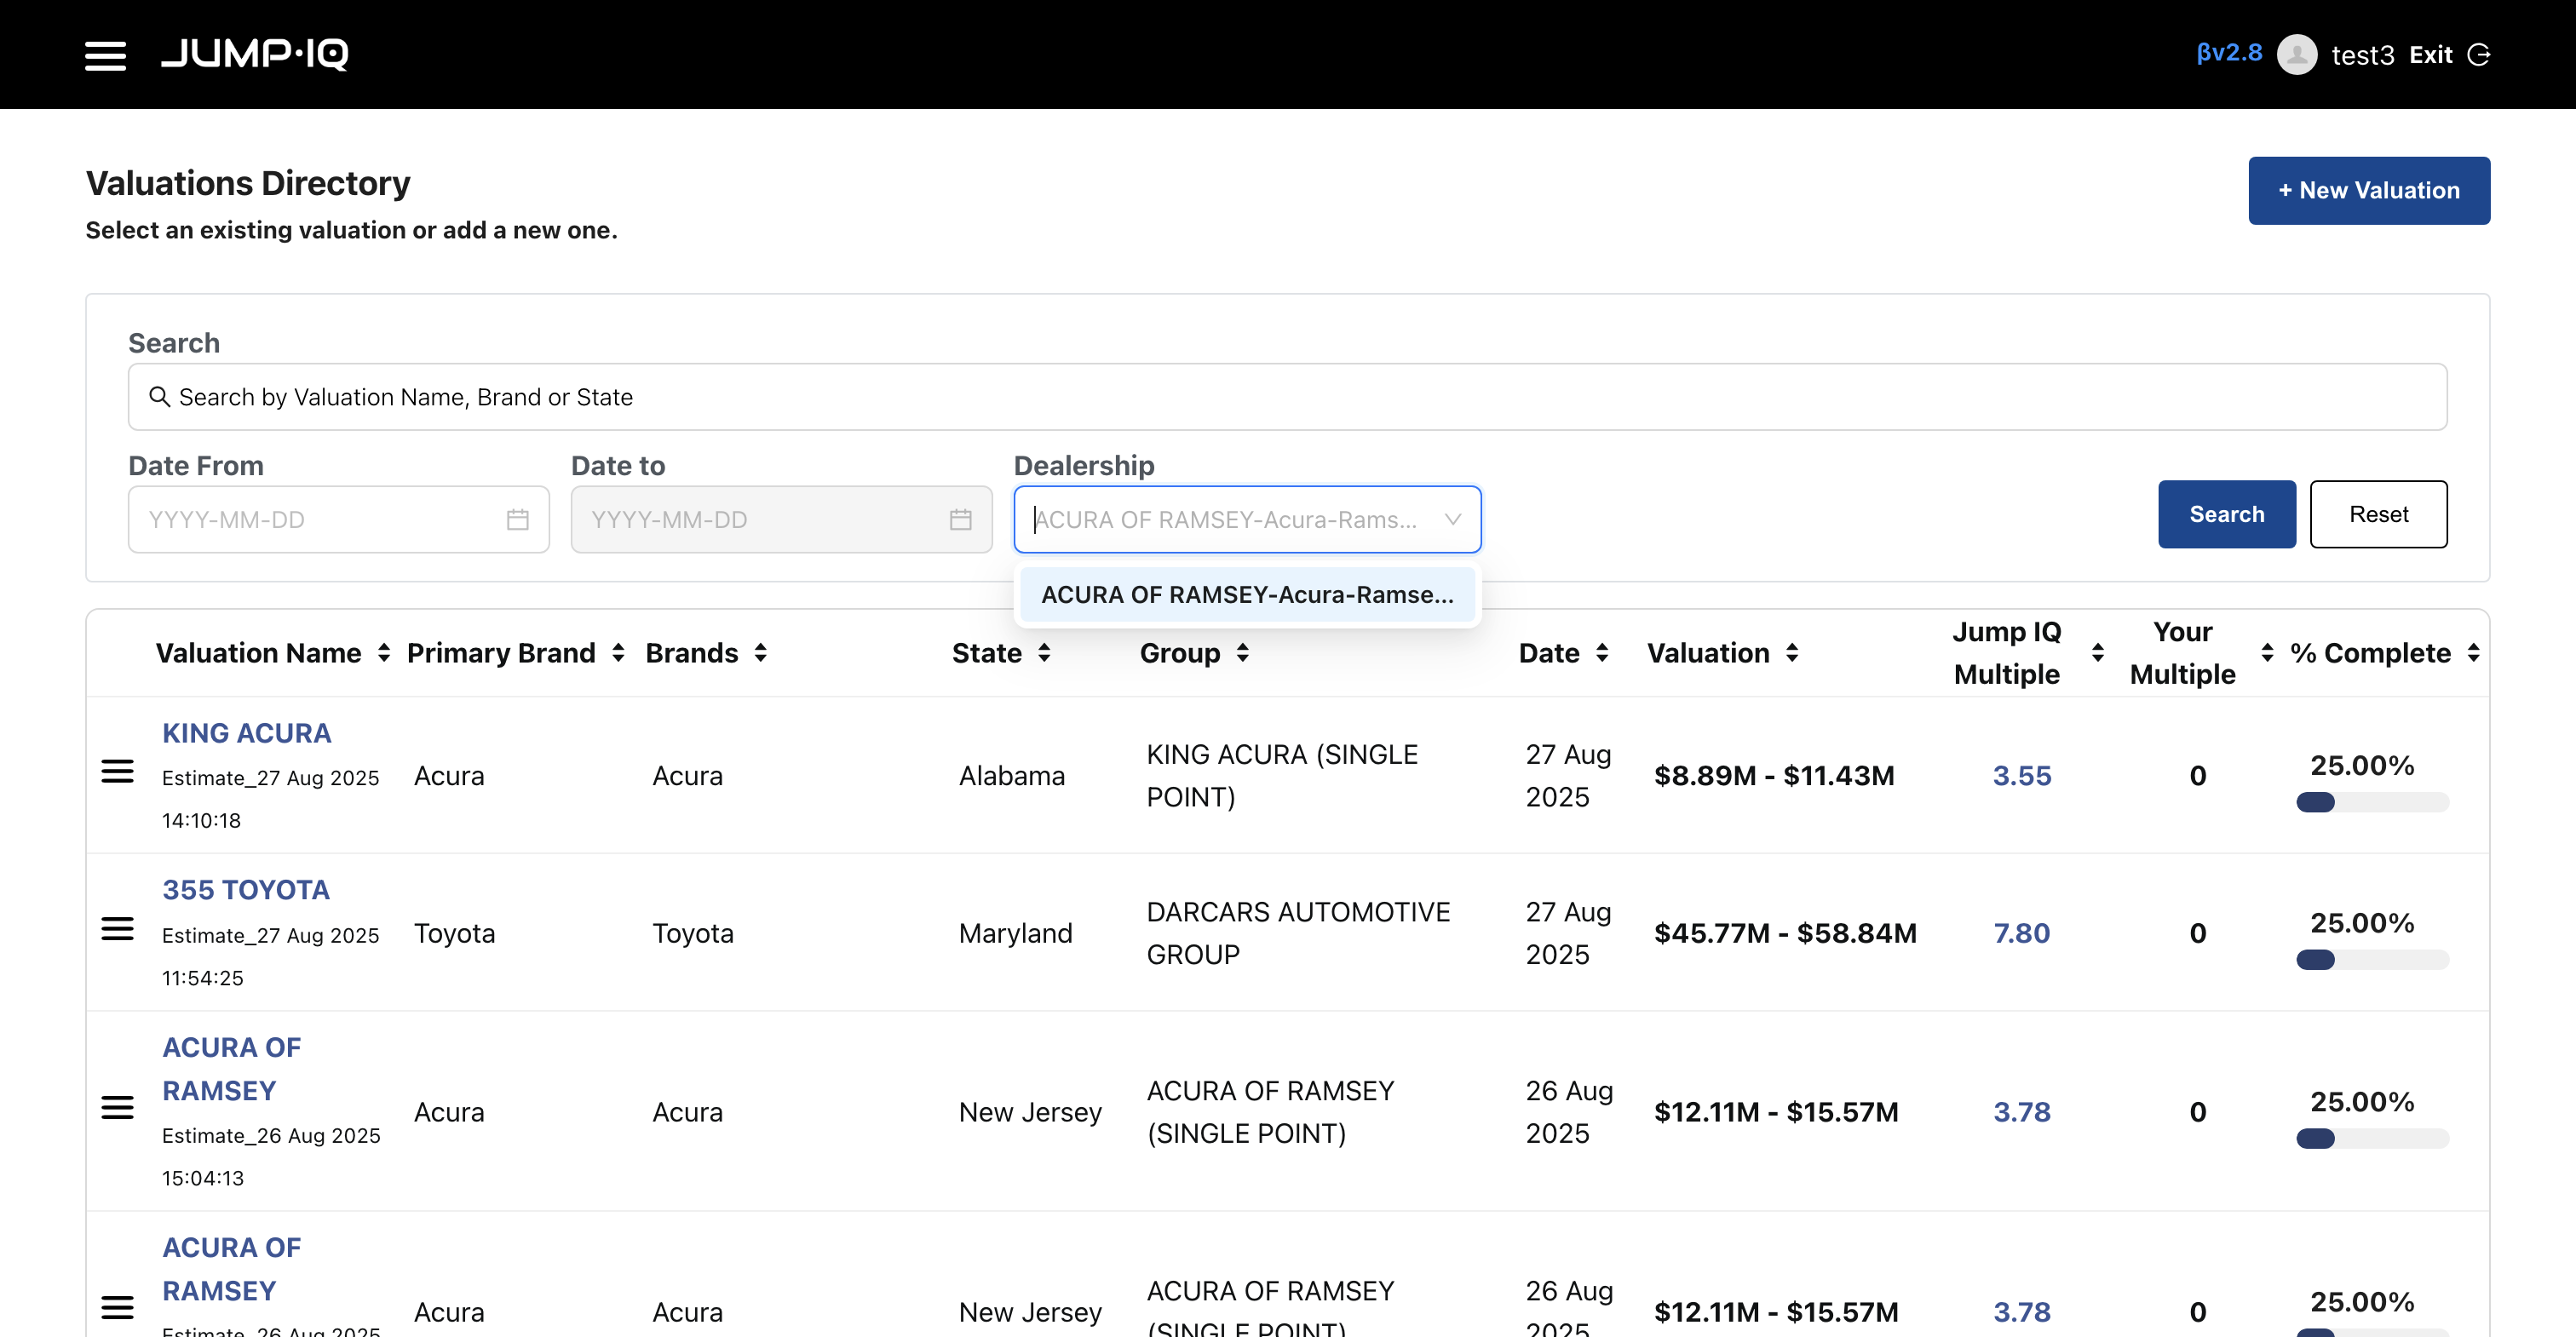 JUMP·IQ
βv2.8 test3 Exit
Valuations Directory
Select an existing valuation or add a new one.
+ New Valuation
Search
Search by Valuation Name, Brand or State
Date From
Date to
Dealership
YYYY-MM-DD
YYYY-MM-DD
ACURA OF RAMSEY-Acura-Rams...
Search
Reset
ACURA OF RAMSEY-Acura-Ramse...
Valuation Name
Primary Brand
Brands
State
Group
Date
Valuation
Jump IQ
Multiple
Your
Multiple
% Complete
KING ACURA
Estimate_27 Aug 2025
14:10:18
Acura
Acura
Alabama
KING ACURA (SINGLE
POINT)
27 Aug
2025
$8.89M - $11.43M
3.55
0
25.00%
355 TOYOTA
Estimate_27 Aug 2025
11:54:25
Toyota
Toyota
Maryland
DARCARS AUTOMOTIVE
GROUP
27 Aug
2025
$45.77M - $58.84M
7.80
0
25.00%
ACURA OF
RAMSEY
Estimate_26 Aug 2025
15:04:13
Acura
Acura
New Jersey
ACURA OF RAMSEY
(SINGLE POINT)
26 Aug
2025
$12.11M - $15.57M
3.78
0
25.00%
ACURA OF
RAMSEY
Estimate_26 Aug 2025
Acura
Acura
New Jersey
ACURA OF RAMSEY
(SINGLE POINT)
26 Aug
2025
$12.11M - $15.57M
3.78
0
25.00%